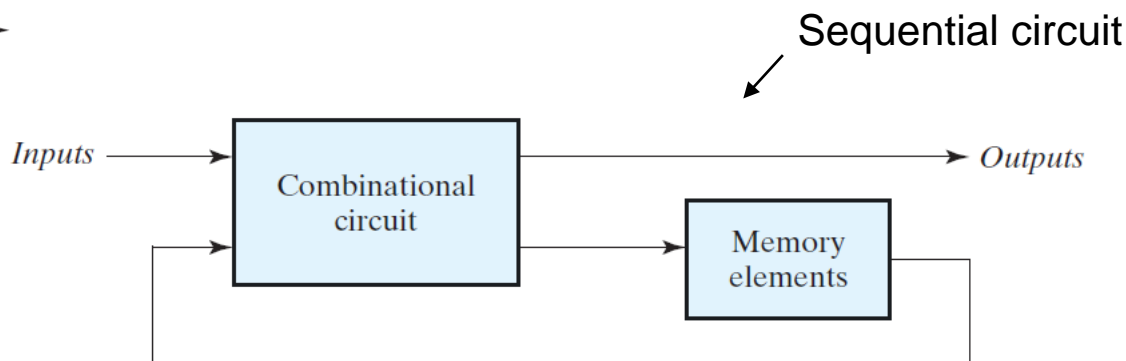 Sequential circuit
Inputs
Combinational
circuit
Outputs
Memory
elements